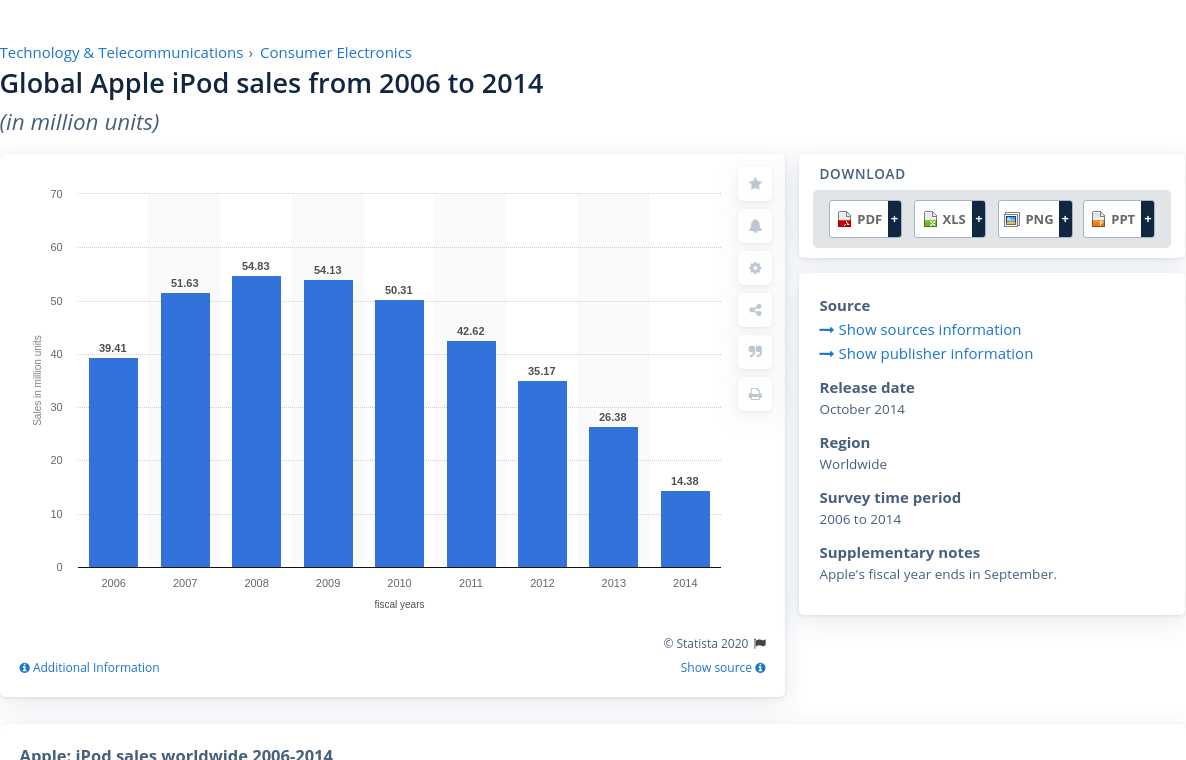 Technology & Telecommunications › Consumer Electronics
Global Apple iPod sales from 2006 to 2014
(in million units)
DOWNLOAD
PDF + XLS + PNG + PPT +
Source
Show sources information
Show publisher information
Release date
October 2014
Region
Worldwide
Survey time period
2006 to 2014
Supplementary notes
Apple's fiscal year ends in September.
Sales in million units
70
60
50
40
30
20
10
0
39.41
51.63
54.83
54.13
50.31
42.62
35.17
26.38
14.38
2006 2007 2008 2009 2010 2011 2012 2013 2014
fiscal years
© Statista 2020
Additional Information
Show source
Apple: iPod sales worldwide 2006-2014